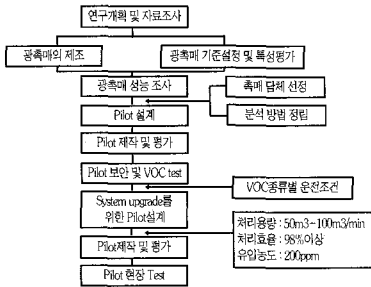 연구개획 및 자료조사
광촉매의 제조
광촉매 기준설정 및 특성평가
광촉매 성능 조사
촉매 담체 선정
Pilot 설계
분석 방법 정립
Pilot 제작 및 평가
Pilot 보안 및 VOC test
VOC종류별 운전조건
System upgrade를
위한 Pilot설계
처리용량 : 50m3~100m3/min
처리효율 : 98%이상
유입농도 : 200ppm
Pilot제작 및 평가
Pilot 현장 Test